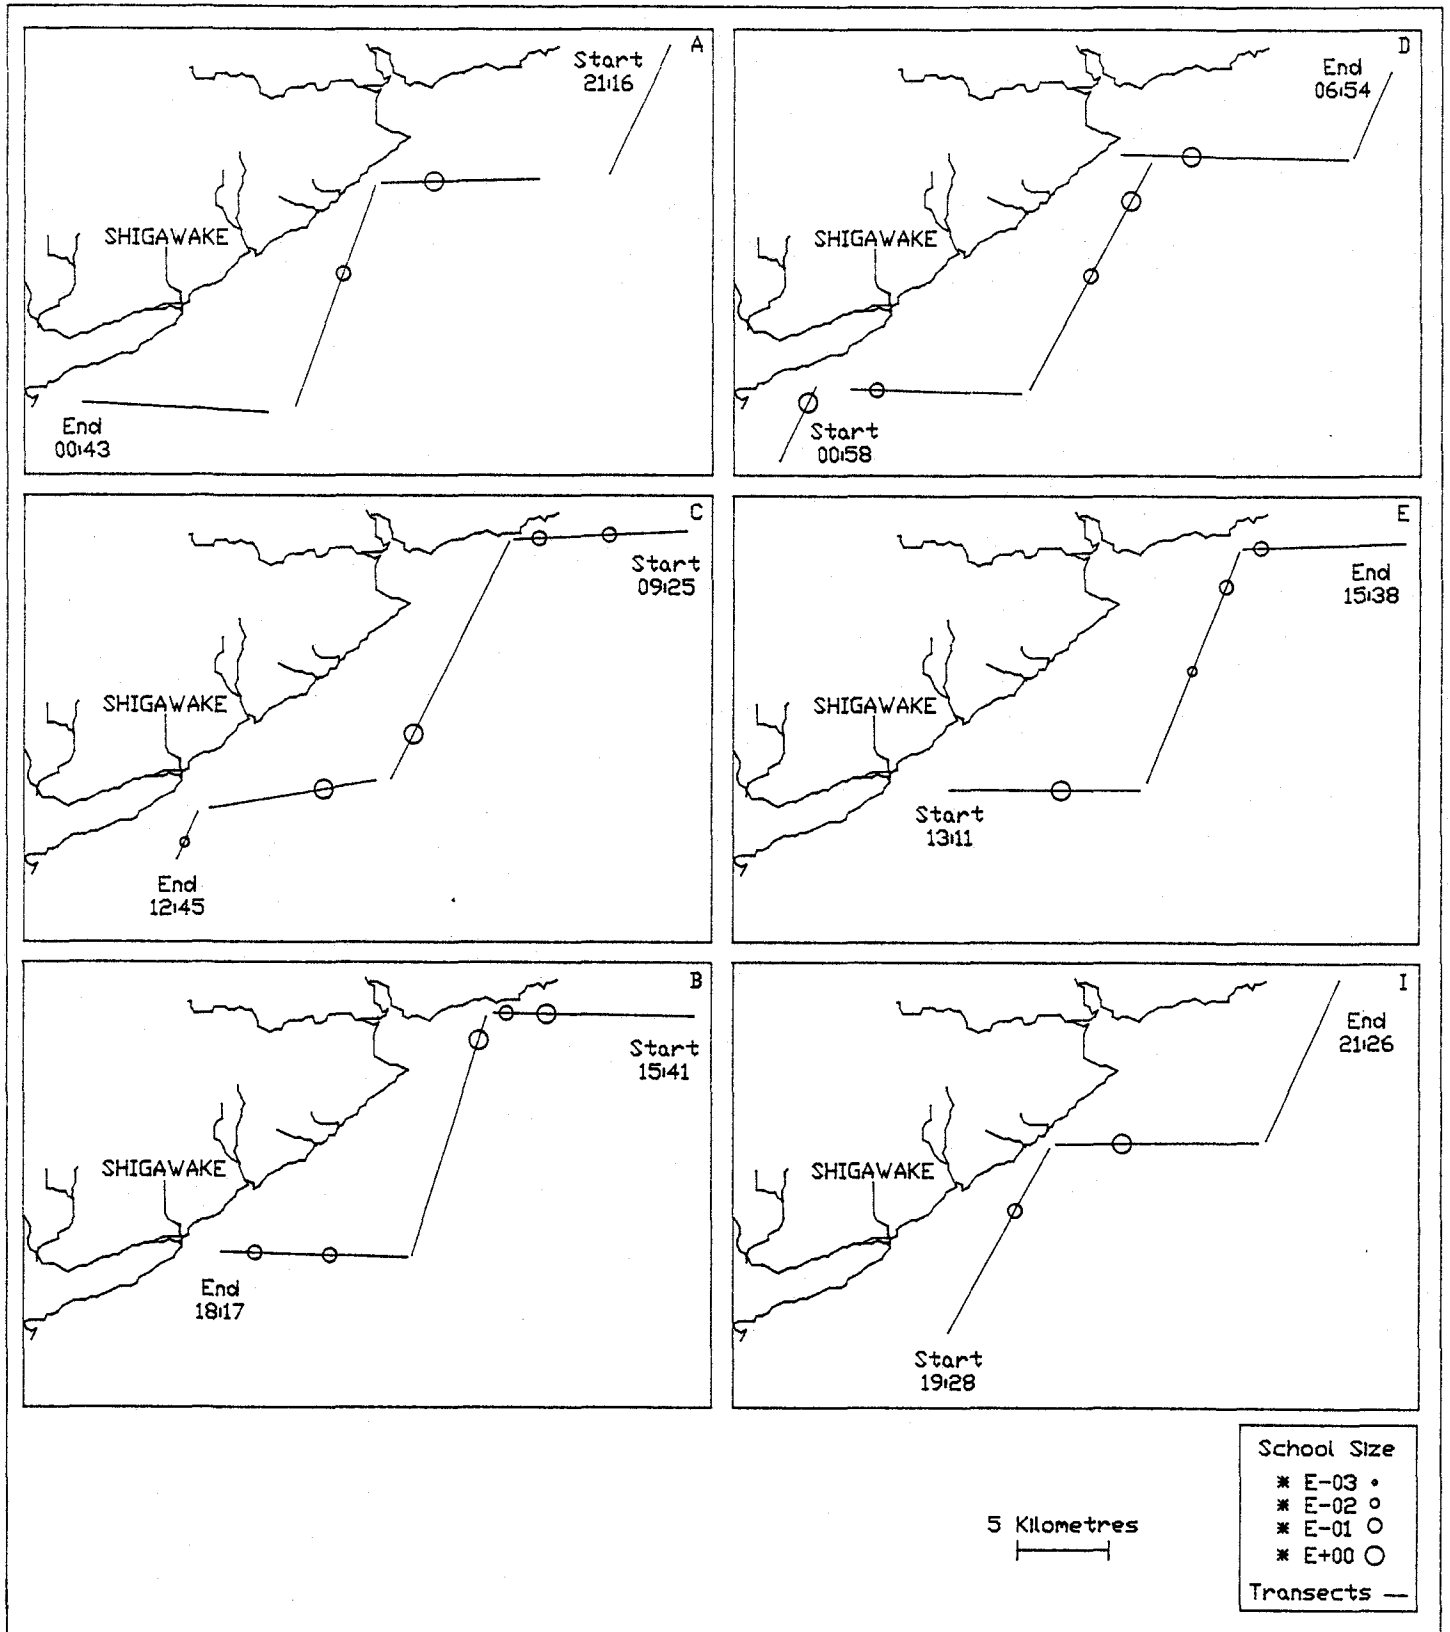 A
Start
21:16
SHIGAWAKE
End
00:43
D
End
06:54
SHIGAWAKE
Start
00:58
C
Start
09:25
SHIGAWAKE
End
12:45
E
End
15:38
SHIGAWAKE
Start
13:11
B
Start
15:41
SHIGAWAKE
End
18:17
I
End
21:26
SHIGAWAKE
Start
19:28
5 Kilometres
School Size
* E-03
* E-02
* E-01
* E+00
Transects —